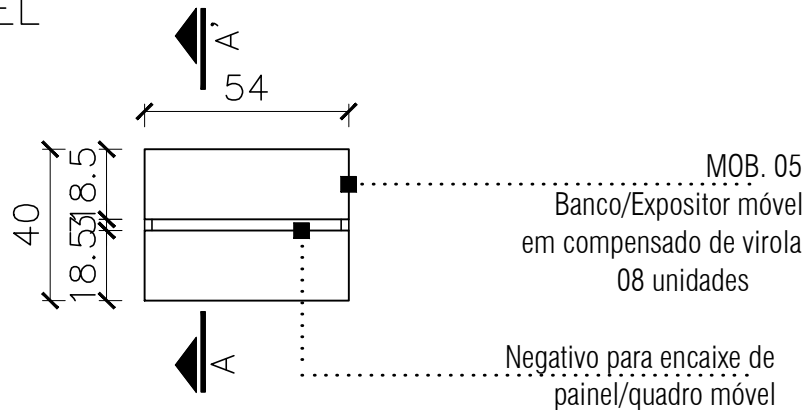 EL
A'
54
18.5
40
3
18.5
MOB. 05
Banco/Expositor móvel
em compensado de virola
08 unidades
A
Negativo para encaixe de
painel/quadro móvel